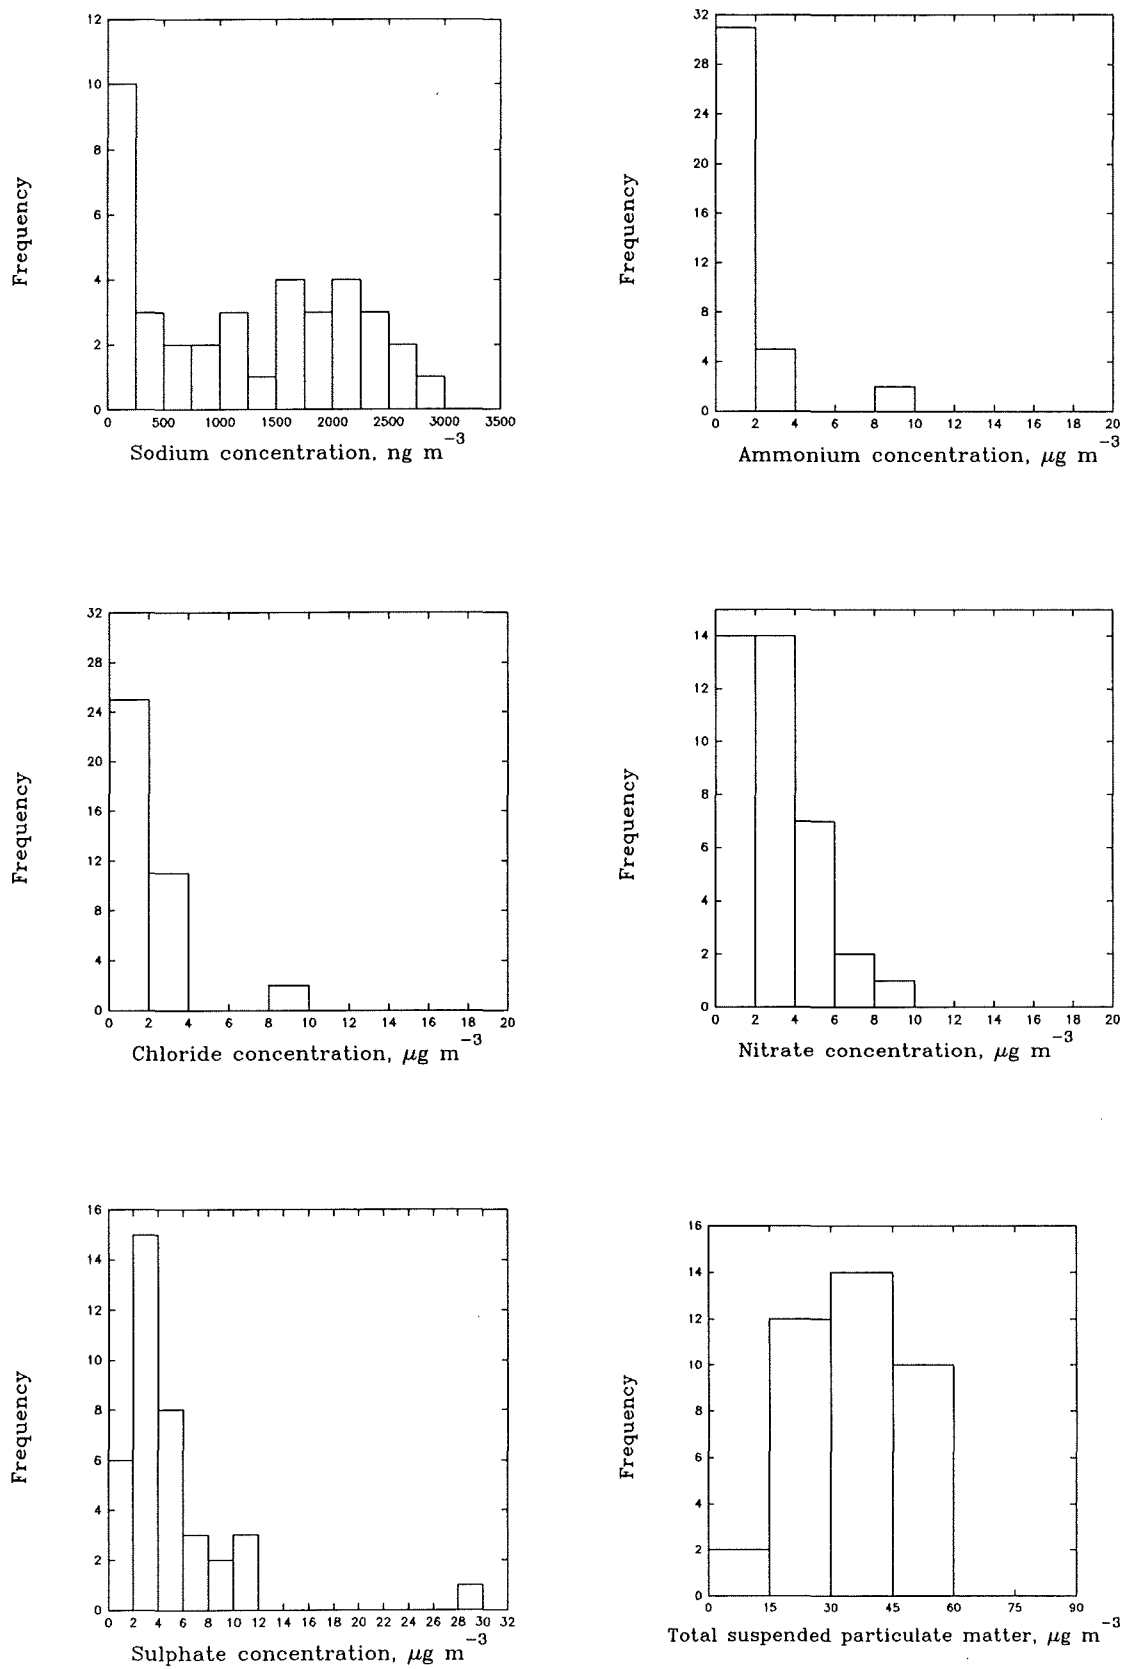 12
10
8
6
4
2
0
Frequency
0 500 1000 1500 2000 2500 3000 3500
Sodium concentration, ng m⁻³
32
28
24
20
16
12
8
4
0
Frequency
0 2 4 6 8 10 12 14 16 18 20
Ammonium concentration, μg m⁻³
32
28
24
20
16
12
8
4
0
Frequency
0 2 4 6 8 10 12 14 16 18 20
Chloride concentration, μg m⁻³
14
12
10
8
6
4
2
0
Frequency
0 2 4 6 8 10 12 14 16 18 20
Nitrate concentration, μg m⁻³
16
14
12
10
8
6
4
2
0
Frequency
0 2 4 6 8 10 12 14 16 18 20 22 24 26 28 30 32
Sulphate concentration, μg m⁻³
16
14
12
10
8
6
4
2
0
Frequency
0 15 30 45 60 75 90
Total suspended particulate matter, μg m⁻³